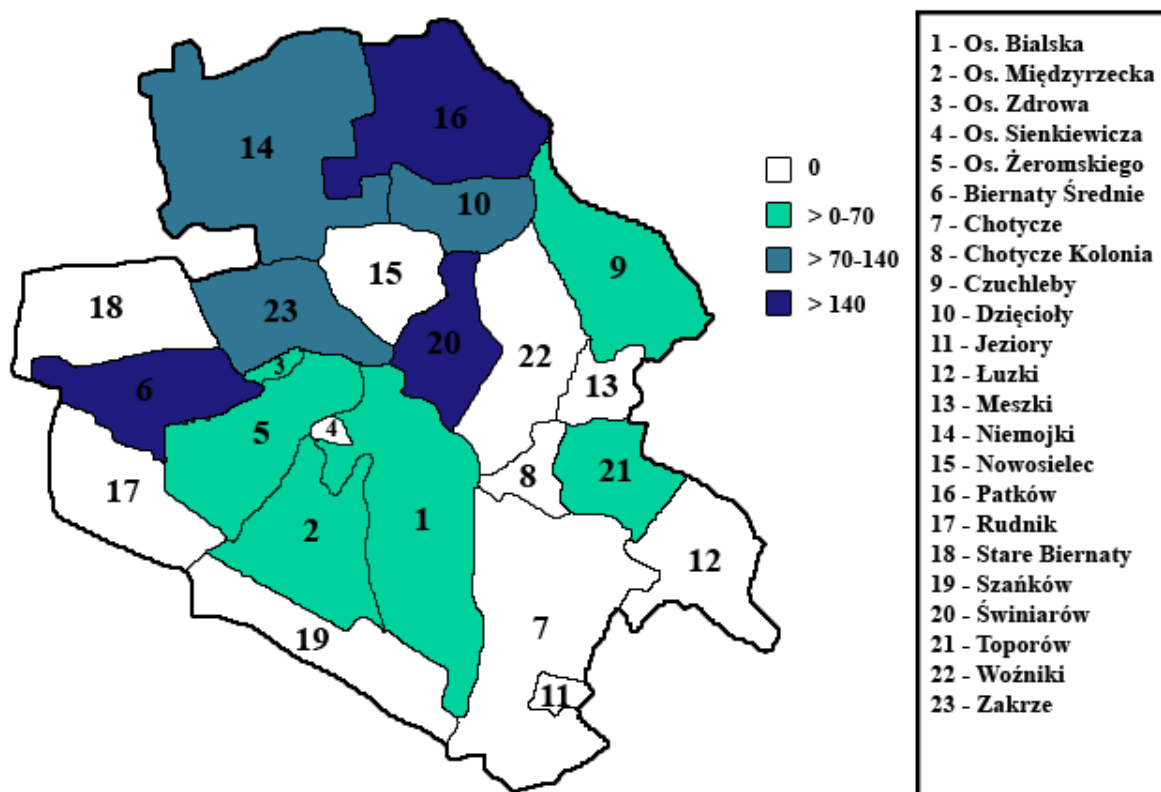 16
14
10
9
15
18
23
20
22
3
13
6
5
4
8
21
17
2
1
12
7
19
11
0
> 0-70
> 70-140
> 140
1 - Os. Bialska
2 - Os. Międzyrzecka
3 - Os. Zdrowa
4 - Os. Sienkiewicza
5 - Os. Żeromskiego
6 - Biernaty Średnie
7 - Chotycze
8 - Chotycze Kolonia
9 - Czuchleby
10 - Dzięcioły
11 - Jeziory
12 - Łuzki
13 - Meszki
14 - Niemojki
15 - Nowosielec
16 - Patków
17 - Rudnik
18 - Stare Biernaty
19 - Szańków
20 - Świniarów
21 - Toporów
22 - Woźniki
23 - Zakrze